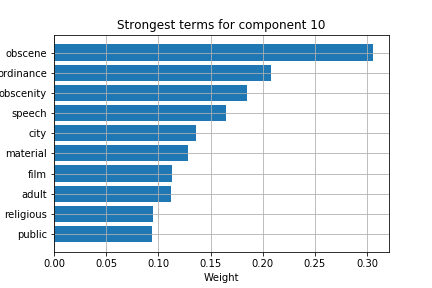 Strongest terms for component 10
obscene
ordinance
obscenity
speech
city
material
film
adult
religious
public
0.00 0.05 0.10 0.15 0.20 0.25 0.30
Weight